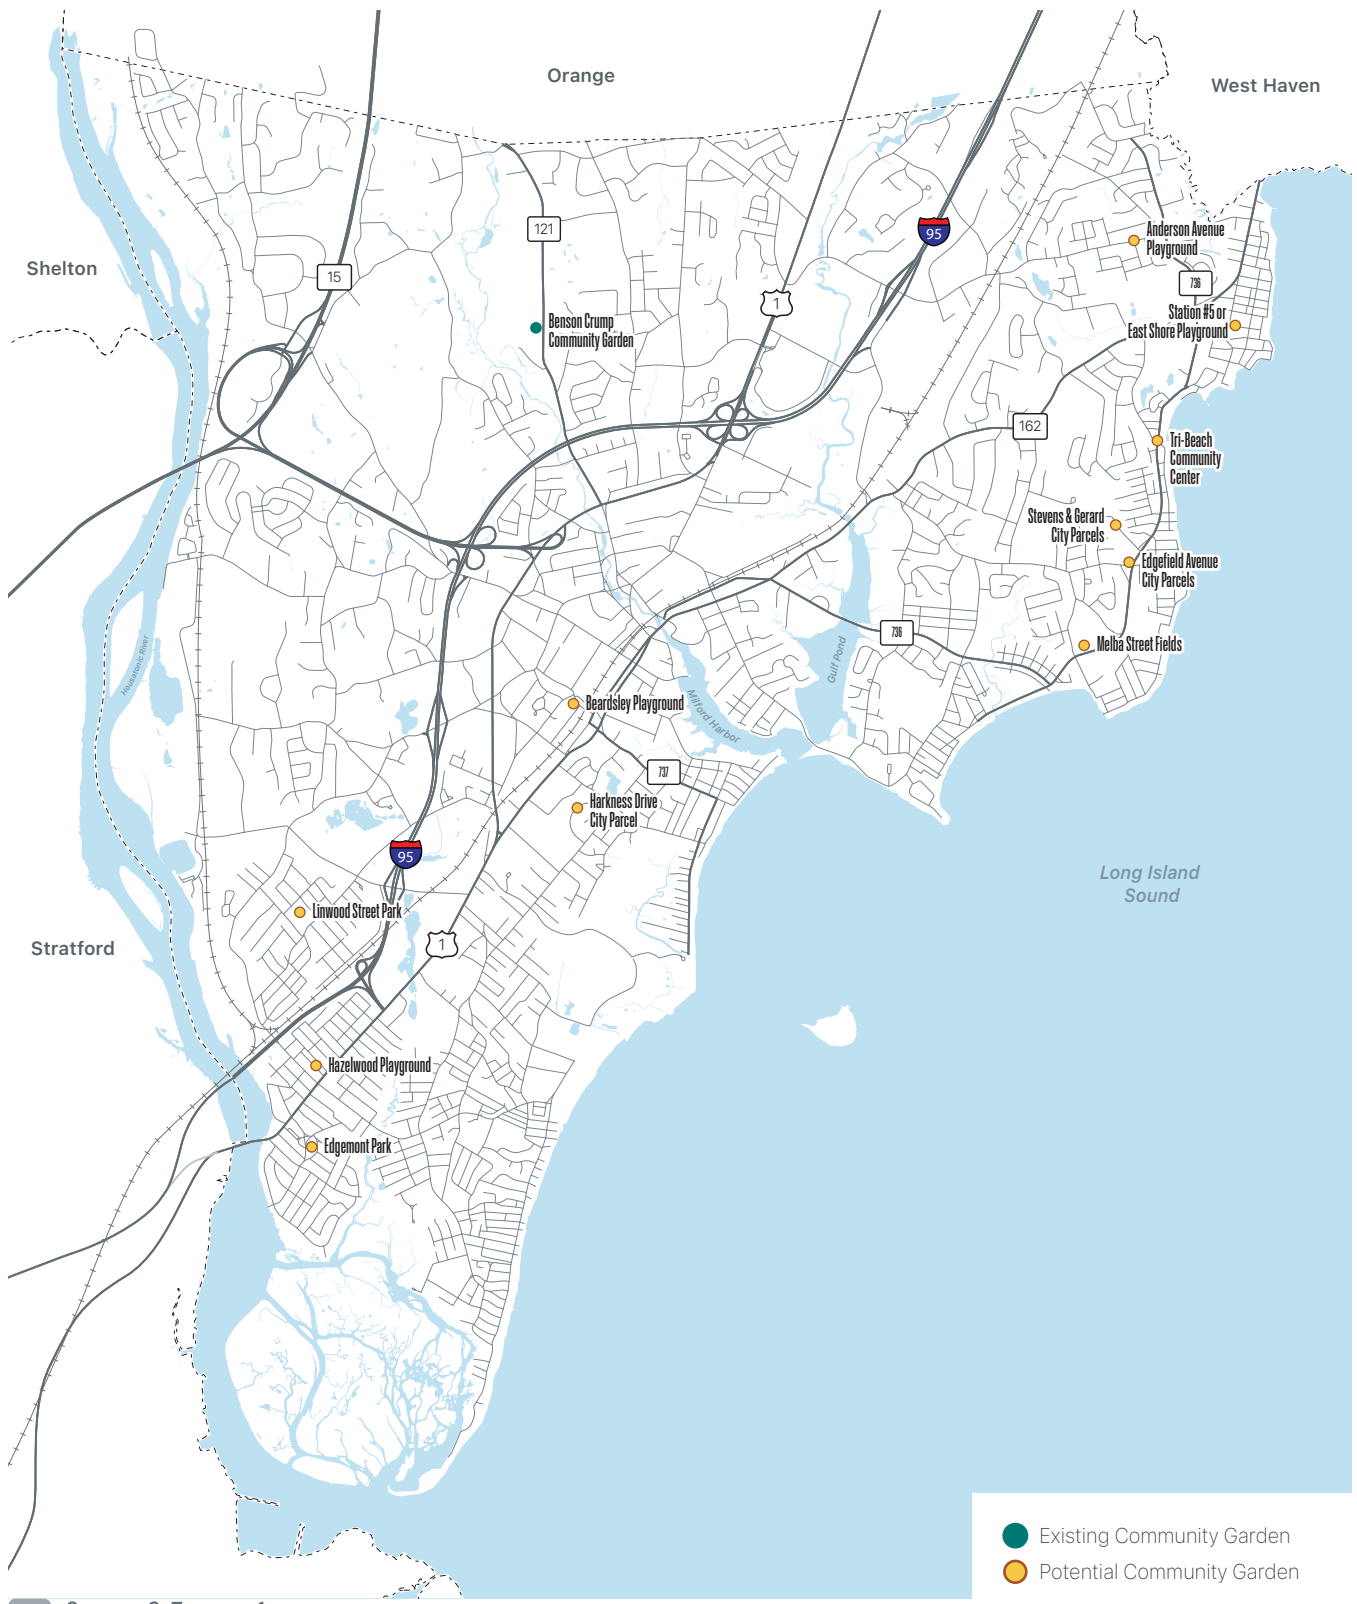 Orange
West Haven
Shelton
121
95
Anderson Avenue
Playground
15
736
1
Station #5 or
East Shore Playground
Benson Crump
Community Garden
162
Tri-Beach
Community
Center
Stevens & Gerard
City Parcels
Edgefield Avenue
City Parcels
736
Melba Street Fields
Housatonic River
Gulf Pond
Beardsley Playground
Milford Harbor
737
Harkness Drive
City Parcel
95
Long Island
Sound
Linwood Street Park
Stratford
1
Hazelwood Playground
Edgemont Park
Existing Community Garden
Potential Community Garden